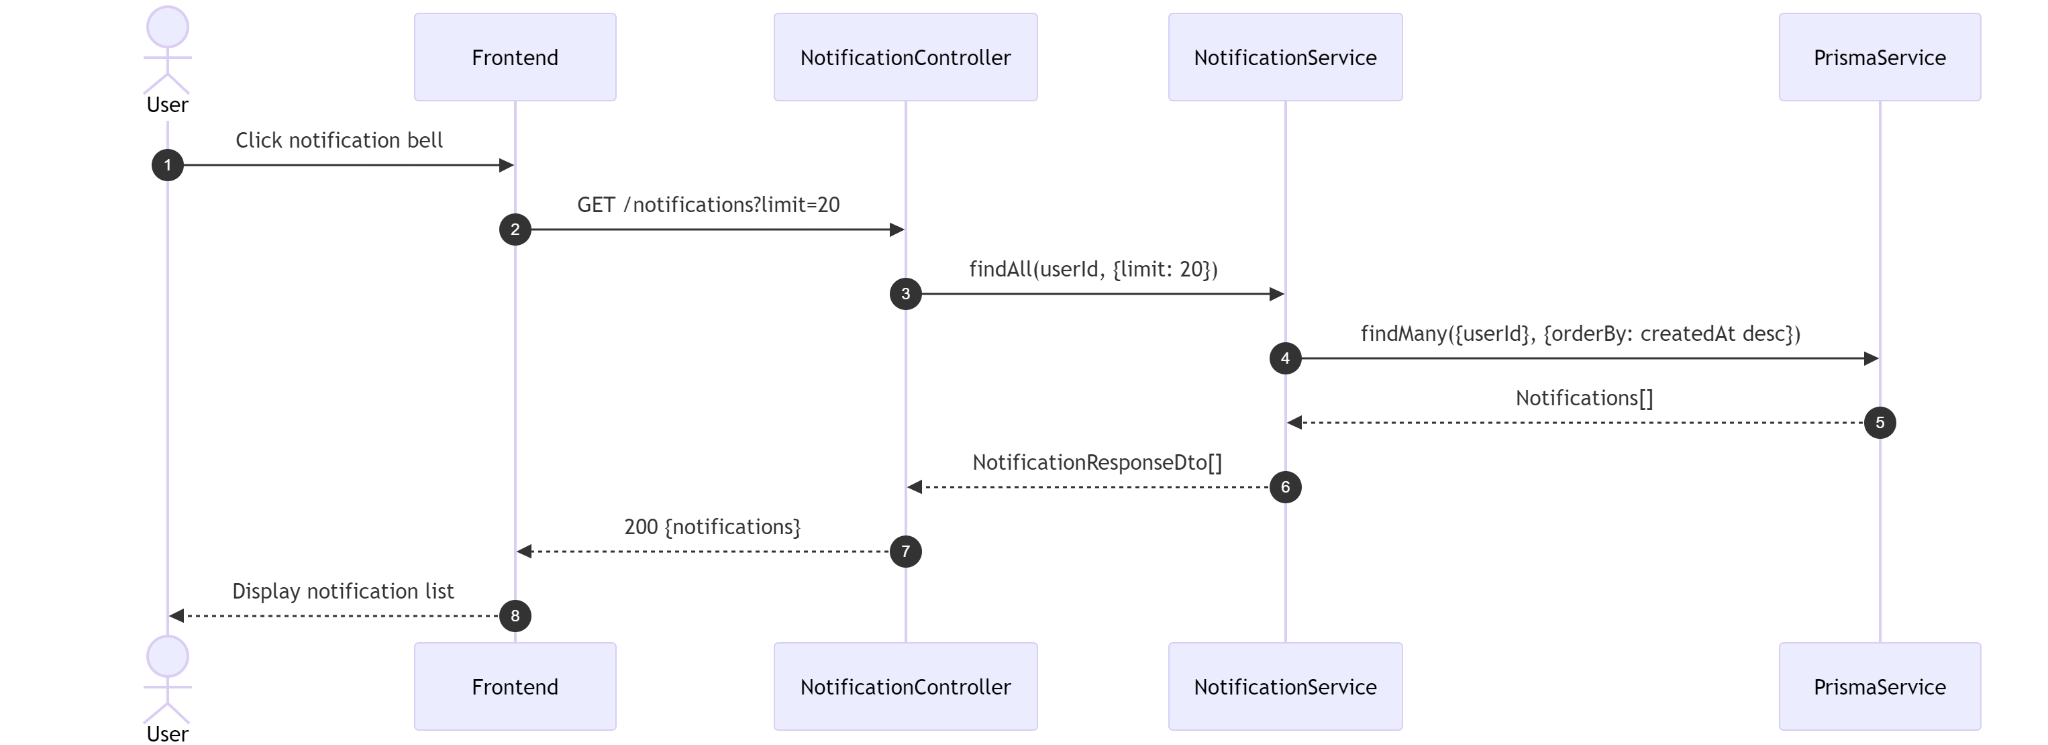 User
Frontend
NotificationController
NotificationService
PrismaService
Click notification bell
1
GET /notifications?limit=20
2
findAll(userId, {limit: 20})
3
findMany({userId}, {orderBy: createdAt desc})
4
Notifications[]
5
NotificationResponseDto[]
6
200 {notifications}
7
Display notification list
8
User
Frontend
NotificationController
NotificationService
PrismaService